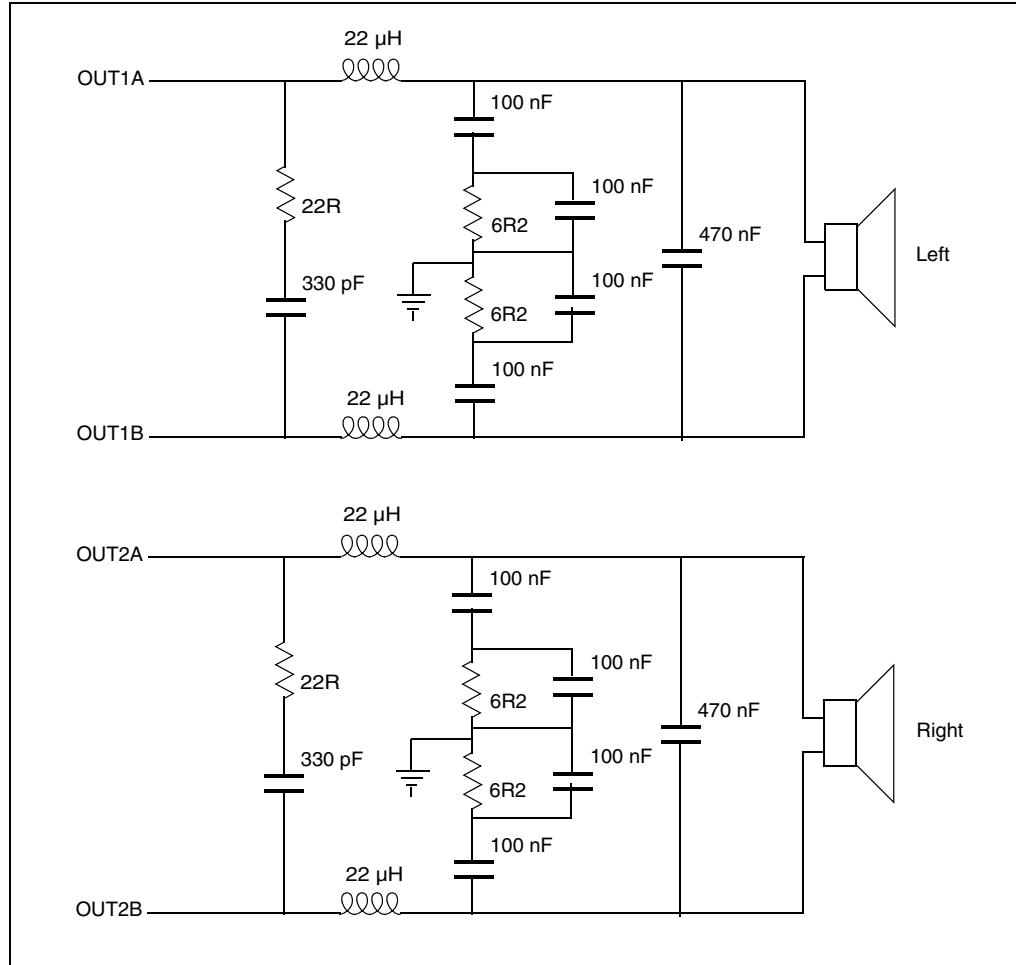 22 µH
OUT1A
100 nF
100 nF
22R
6R2
470 nF
Left
330 pF
100 nF
6R2
100 nF
22 µH
OUT1B
22 µH
OUT2A
100 nF
100 nF
22R
6R2
470 nF
Right
330 pF
100 nF
6R2
100 nF
22 µH
OUT2B